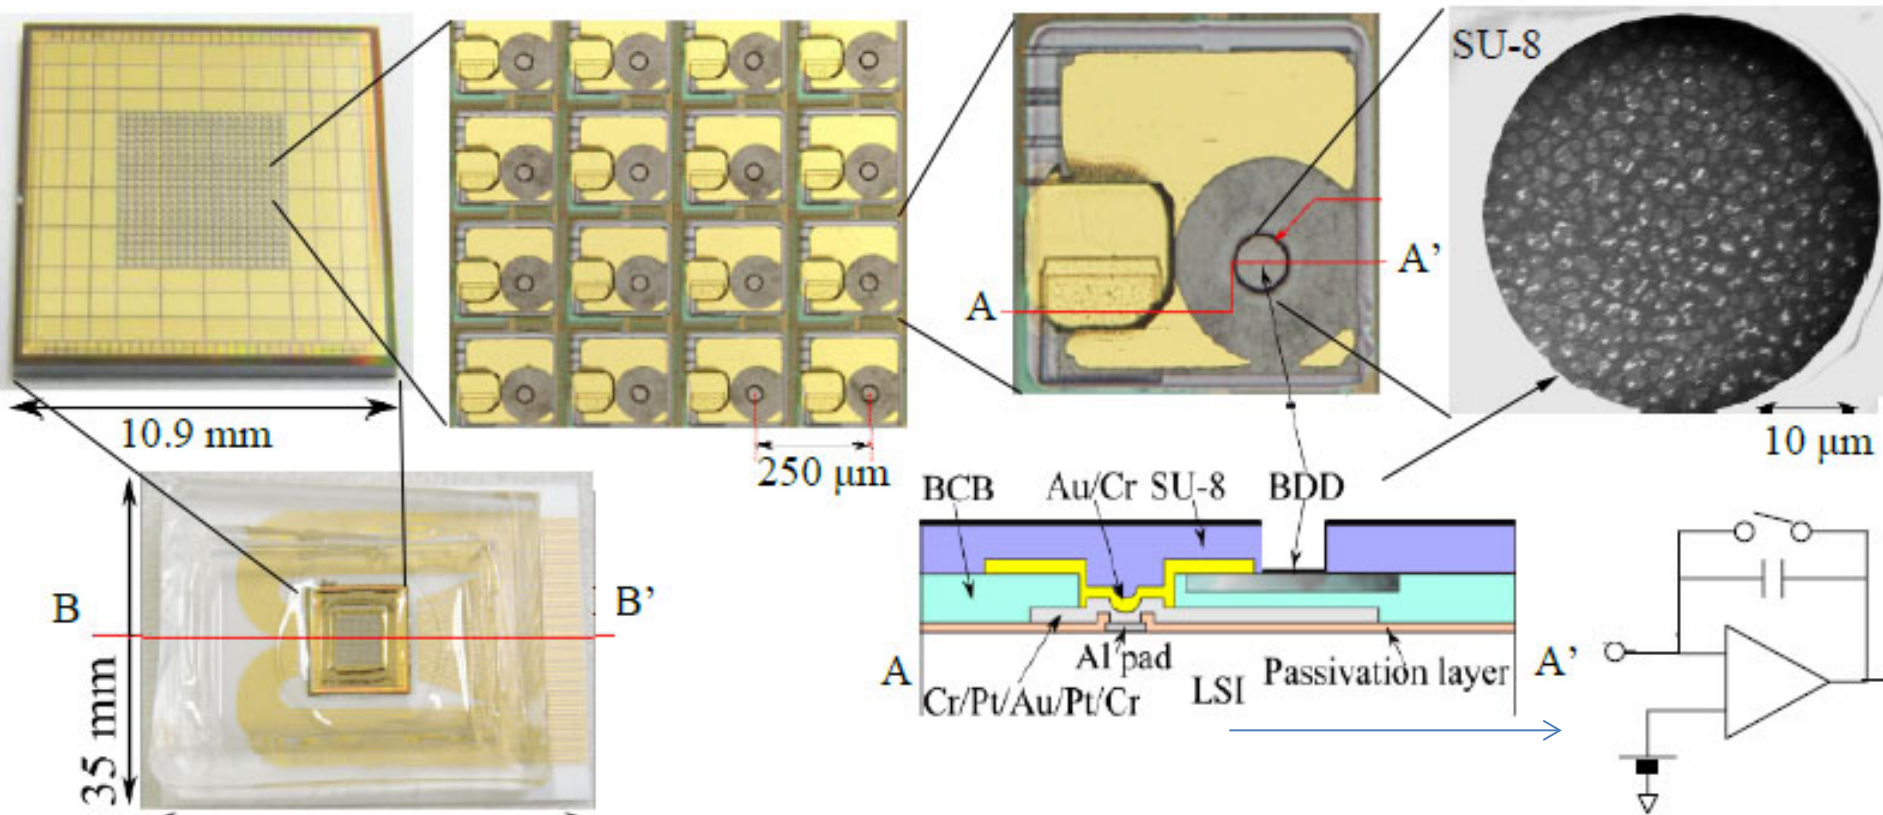 SU-8
A
A’
10.9 mm
250 μm
10 μm
BCB
Au/Cr
SU-8
BDD
B
B’
35 mm
A
Al pad
Passivation layer
A’
Cr/Pt/Au/Pt/Cr
LSI